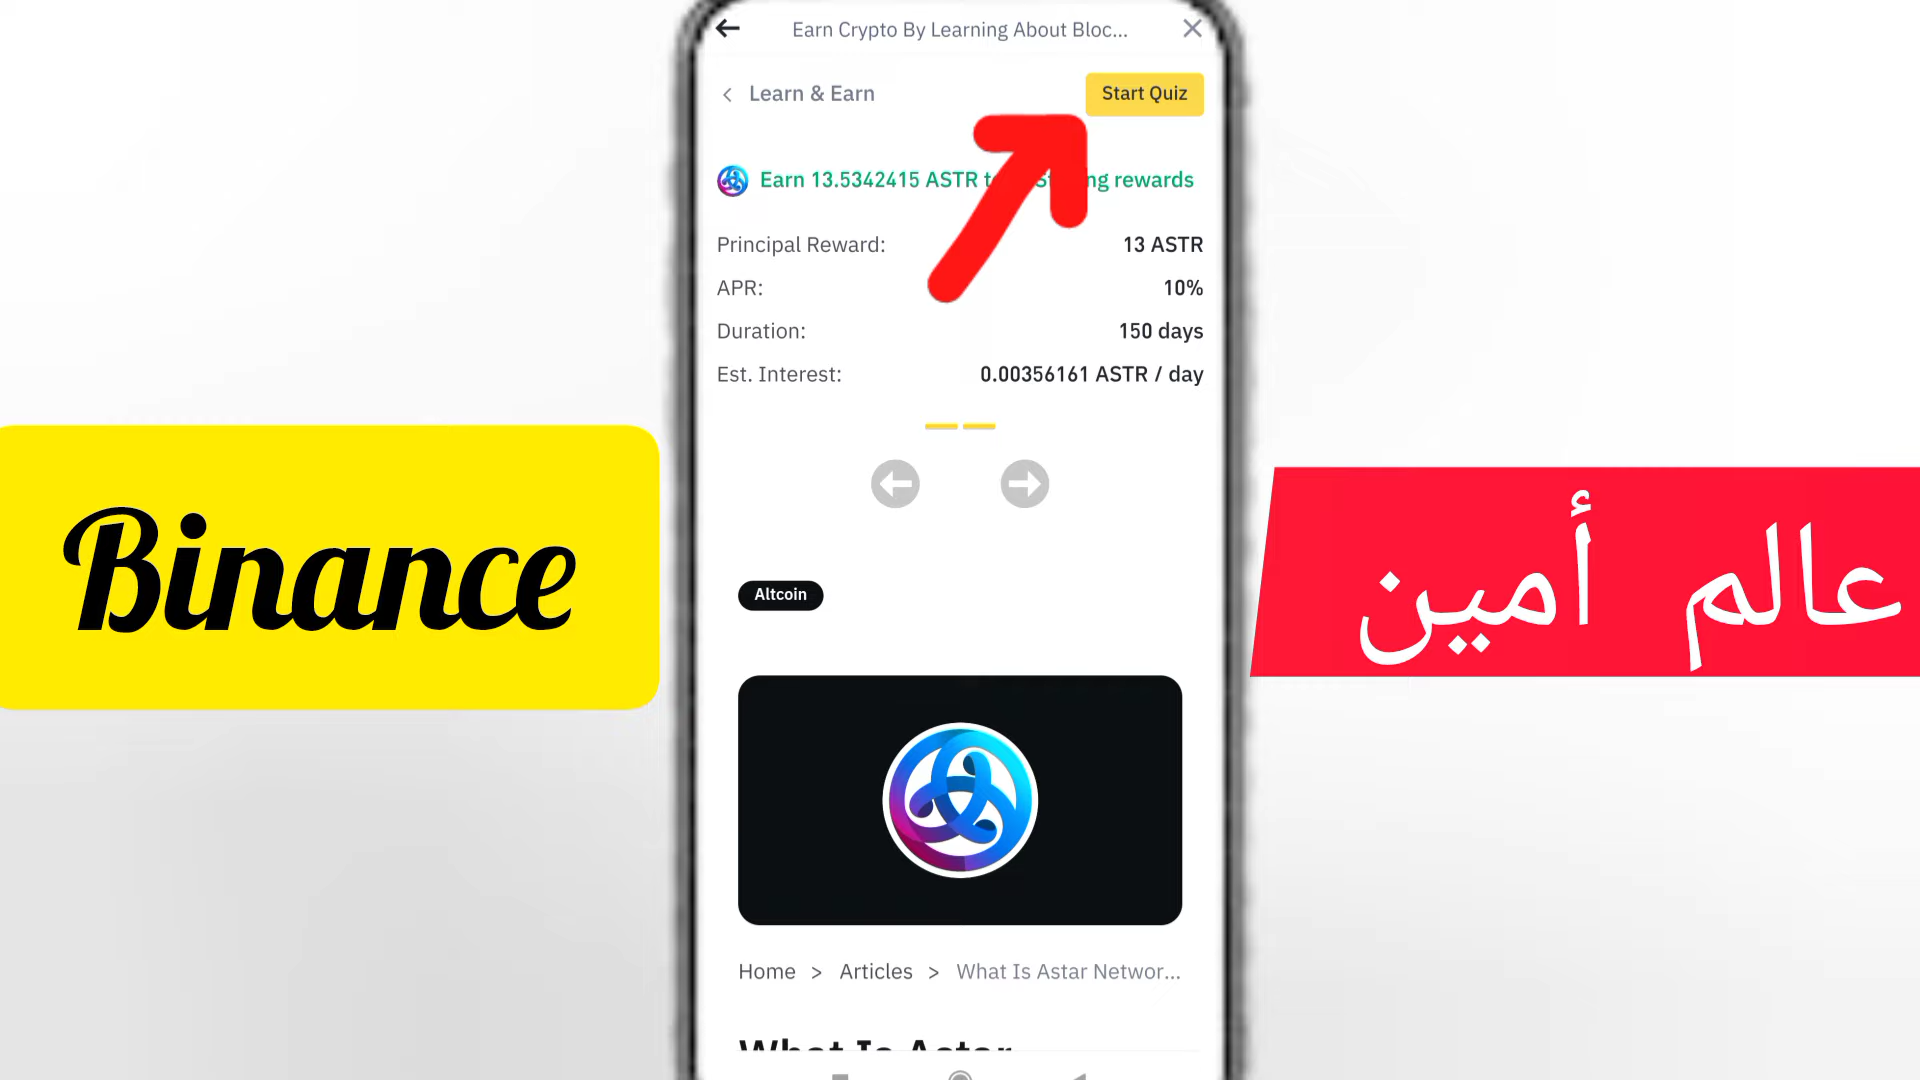 Earn Crypto By Learning About Bloc...
Learn & Earn
Start Quiz
Earn 13.5342415 ASTR rewards
Principal Reward: 13 ASTR
APR: 10%
Duration: 150 days
Est. Interest: 0.00356161 ASTR / day
Binance
عالم أمين
Altcoin
Home > Articles > What Is Astar Networ...
What Is Astar